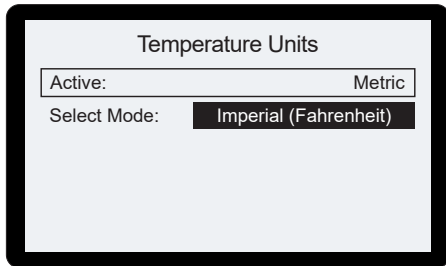 Temperature Units
Active: Metric
Select Mode: Imperial (Fahrenheit)